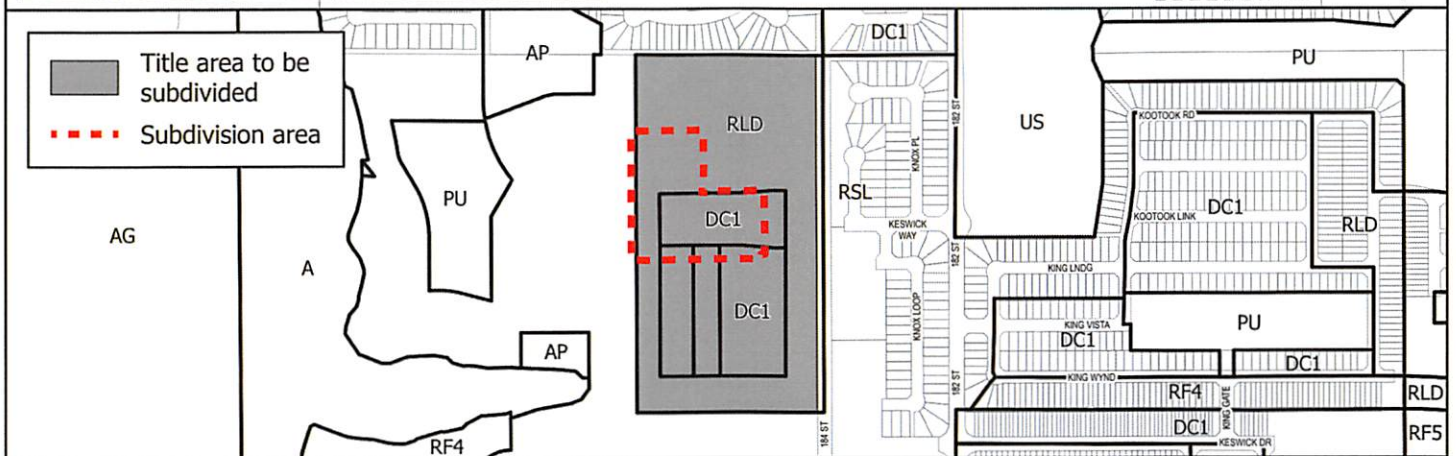 Title area to be
subdivided
Subdivision area
AP
DC1
PU
RLD
US
KOOTOOK RD
182 ST
KNOX PL
PU
RSL
DC1
DC1
KOOTOOK LINK
RLD
AG
KESWICK
WAY
A
182 ST
KING LNDG
DC1
KNOX LOOP
KING VISTA
DC1
PU
AP
DC1
182 ST
KING WYND
RF4
KING GATE
RLD
184 ST
DC1
RF5
RF4
KESWICK DR